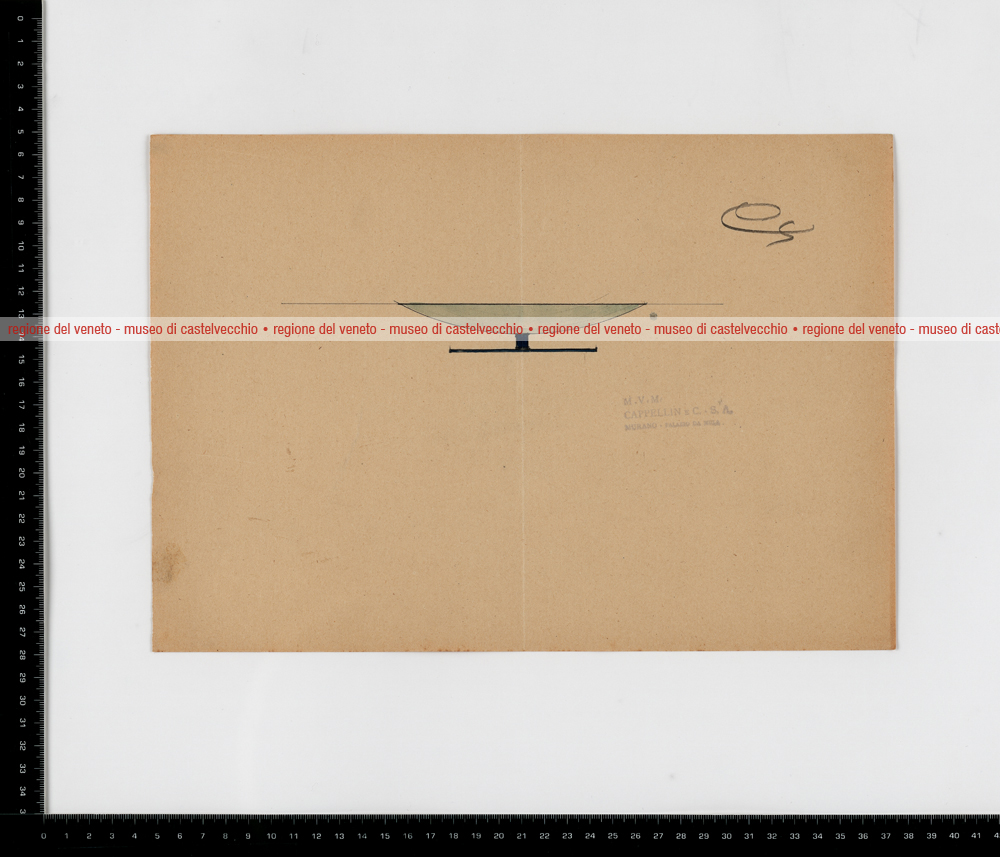 regione del veneto - museo di castelvecchio • regione del veneto - museo di castelvecchio • regione del veneto - museo di castelvecchio • regione del veneto - museo di cast
M.V.M.
CAPPELLIN & C. - S. A.
MURANO
0 1 2 3 4 5 6 7 8 9 10 11 12 13 14 15 16 17 18 19 20 21 22 23 24 25 26 27 28 29 30 31 32 33 34 3
0 1 2 3 4 5 6 7 8 9 10 11 12 13 14 15 16 17 18 19 20 21 22 23 24 25 26 27 28 29 30 31 32 33 34 35 36 37 38 39 40 41 42